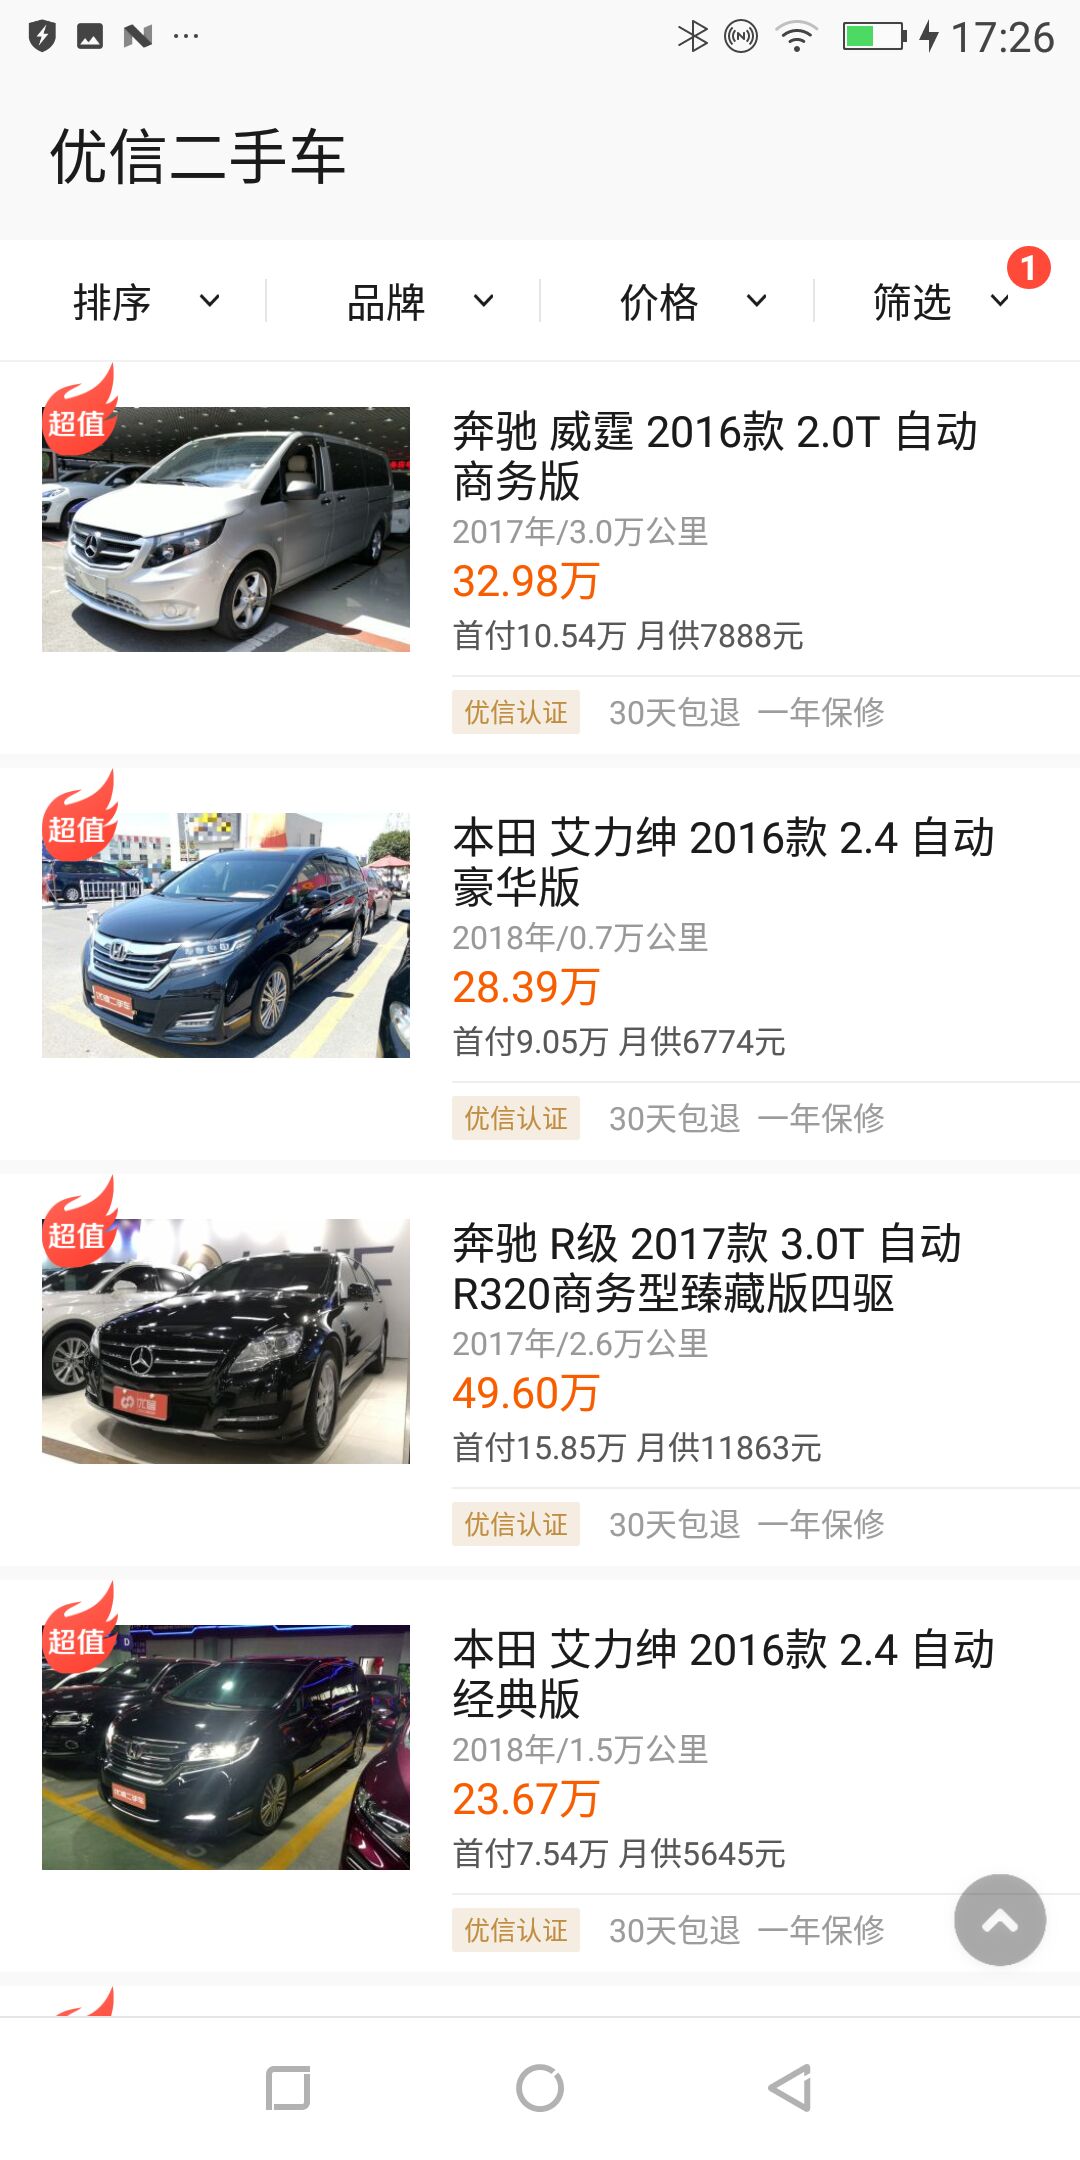 17:26
优信二手车
排序
品牌
价格
筛选
1
超值
奔驰 威霆 2016款 2.0T 自动
商务版
2017年/3.0万公里
32.98万
首付10.54万 月供7888元
优信认证 30天包退 一年保修
超值
本田 艾力绅 2016款 2.4 自动
豪华版
2018年/0.7万公里
28.39万
首付9.05万 月供6774元
优信二手车
优信认证 30天包退 一年保修
超值
奔驰 R级 2017款 3.0T 自动
R320商务型臻藏版四驱
2017年/2.6万公里
49.60万
首付15.85万 月供11863元
优信
优信认证 30天包退 一年保修
超值
D
本田 艾力绅 2016款 2.4 自动
经典版
2018年/1.5万公里
23.67万
首付7.54万 月供5645元
优信二手车
优信认证 30天包退 一年保修